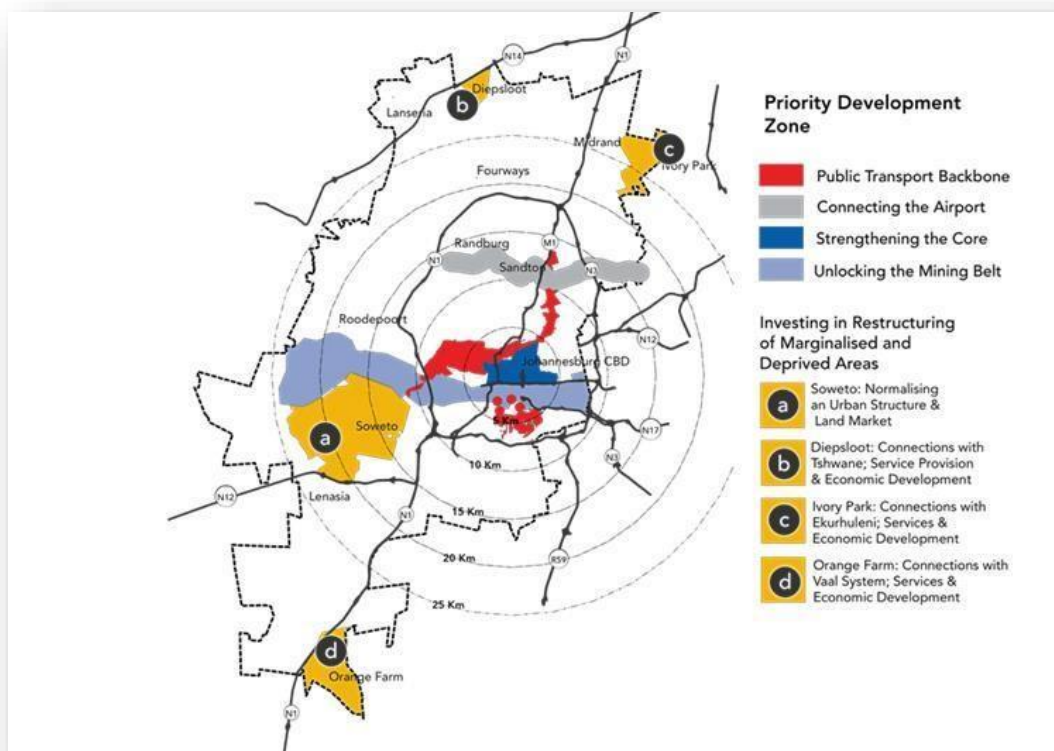 N14
N1
Diepsloot
b
Lanseria
Midrand
c
Ivory Park
Fourways
Randburg
M1
N1
Sandton
N3
Roodepoort
N12
Johannesburg CBD
Soweto
a
5 Km
N17
N3
10 Km
N12
Lenasia
N1
15 Km
20 Km
R59
25 Km
d
Orange Farm
N1
Priority Development
Zone
Public Transport Backbone
Connecting the Airport
Strengthening the Core
Unlocking the Mining Belt
Investing in Restructuring
of Marginalised and
Deprived Areas
a
Soweto: Normalising
an Urban Structure &
Land Market
b
Diepsloot: Connections with
Tshwane; Service Provision
& Economic Development
c
Ivory Park: Connections with
Ekurhuleni; Services &
Economic Development
d
Orange Farm: Connections with
Vaal System; Services &
Economic Development